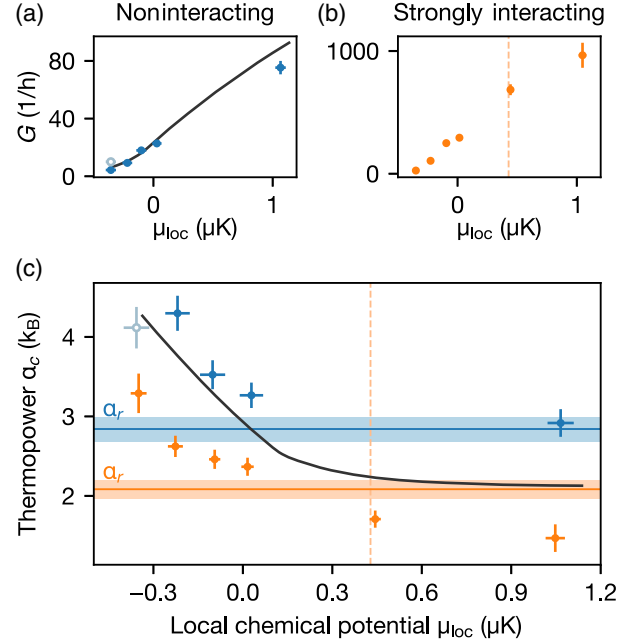 (a) Noninteracting
(b) Strongly interacting
G (1/h)
80
40
0
0 1
μloc (μK)
1000
0
0 1
μloc (μK)
(c)
Thermopower αc (kB)
4
3
2
αr
αr
−0.3 0.0 0.3 0.6 0.9 1.2
Local chemical potential μloc (μK)